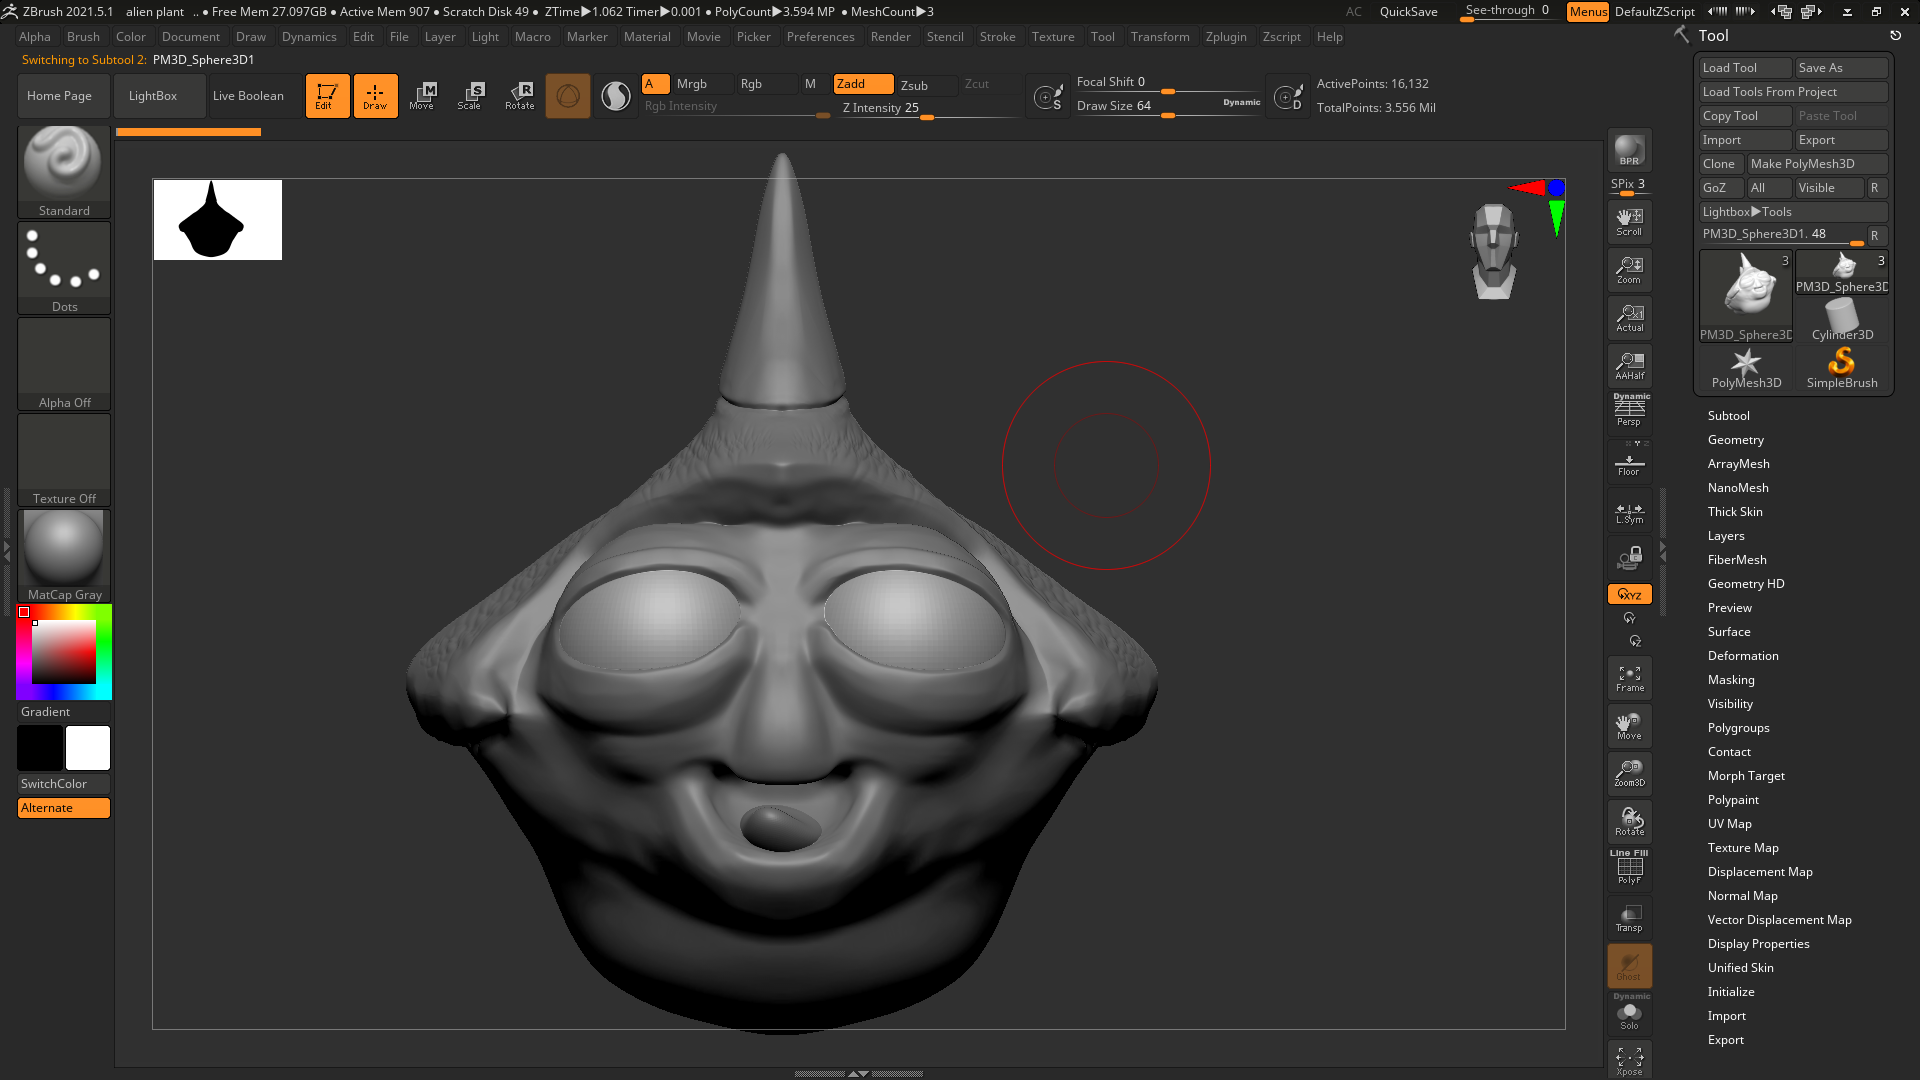 ZBrush 2021.5.1 alien plant .. • Free Mem 27.097GB • Active Mem 907 • Scratch Disk 49 • ZTime▶1.062 Timer▶0.001 • PolyCount▶3.594 MP • MeshCount▶3 AC QuickSave See-through 0 Menus DefaultZScript
Alpha Brush Color Document Draw Dynamics Edit File Layer Light Macro Marker Material Movie Picker Preferences Render Stencil Stroke Texture Tool Transform Zplugin Zscript Help
Switching to Subtool 2: PM3D_Sphere3D1
Home Page
LightBox
Live Boolean
Edit
Draw
Move
Scale
Rotate
M
S
R
A
Mrgb
Rgb
M
Zadd
Zsub
Zcut
Rgb Intensity
Z Intensity 25
S
Focal Shift 0
Draw Size 64
Dynamic
D
ActivePoints: 16,132
TotalPoints: 3.556 Mil
Standard
Dots
Alpha Off
Texture Off
MatCap Gray
Gradient
SwitchColor
Alternate
BPR
SPix 3
Scroll
Zoom
Actual
AAHalf
Dynamic
Persp
Floor
L.Sym
XYZ
Y
Z
Frame
Move
Zoom3D
Rotate
Line Fill
PolyF
Transp
Ghost
Dynamic
Solo
Xpose
Tool
Load Tool
Save As
Load Tools From Project
Copy Tool
Paste Tool
Import
Export
Clone
Make PolyMesh3D
GoZ
All
Visible
R
Lightbox▶Tools
PM3D_Sphere3D1. 48
R
3
3
PM3D_Sphere3D
PM3D_Sphere3D
Cylinder3D
PolyMesh3D
SimpleBrush
Subtool
Geometry
ArrayMesh
NanoMesh
Thick Skin
Layers
FiberMesh
Geometry HD
Preview
Surface
Deformation
Masking
Visibility
Polygroups
Contact
Morph Target
Polypaint
UV Map
Texture Map
Displacement Map
Normal Map
Vector Displacement Map
Display Properties
Unified Skin
Initialize
Import
Export